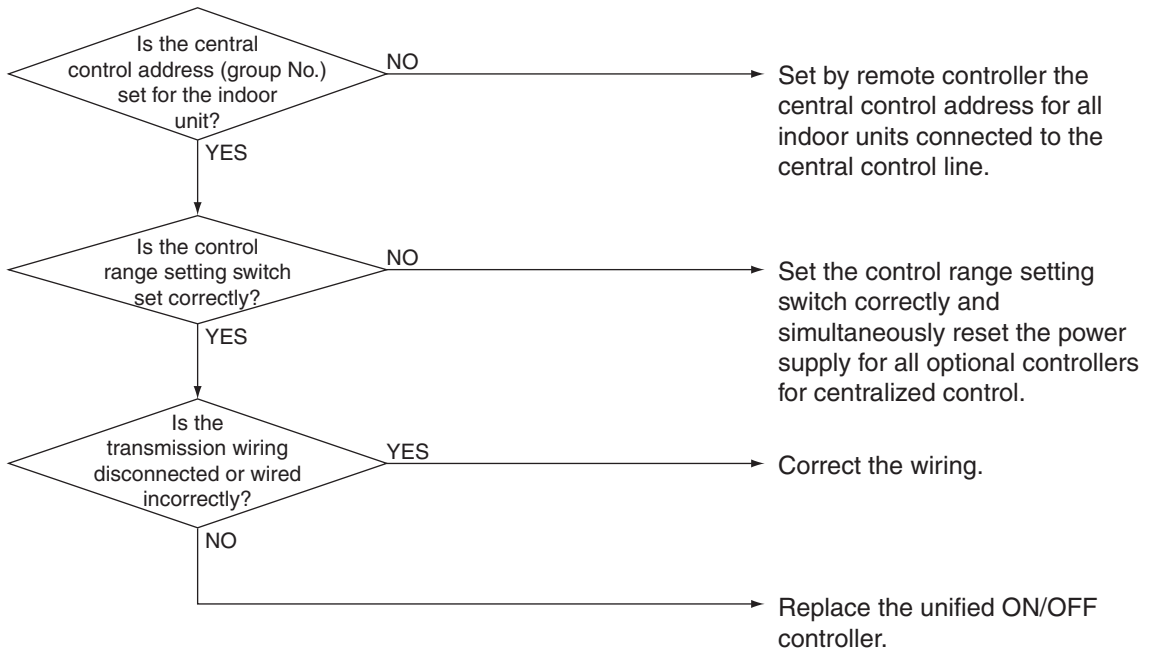 Is the central
control address (group No.)
set for the indoor
unit?
NO
Set by remote controller the
central control address for all
indoor units connected to the
central control line.
YES
Is the control
range setting switch
set correctly?
NO
Set the control range setting
switch correctly and
simultaneously reset the power
supply for all optional controllers
for centralized control.
YES
Is the
transmission wiring
disconnected or wired
incorrectly?
YES
Correct the wiring.
NO
Replace the unified ON/OFF
controller.